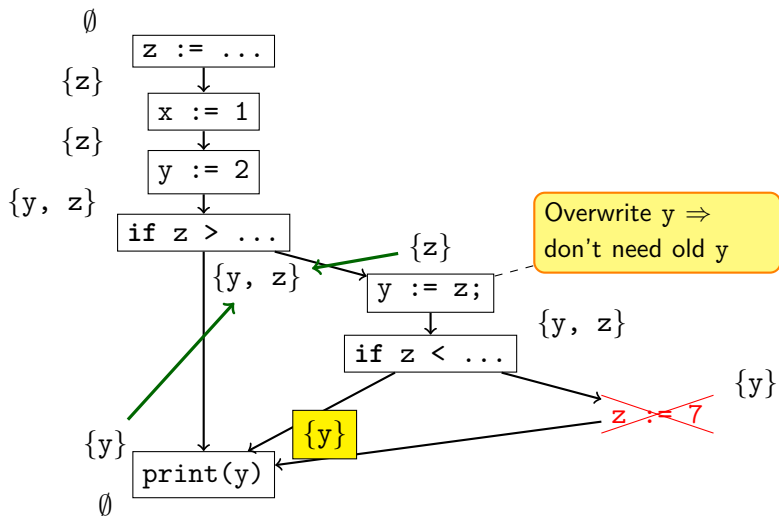 ∅
z := ...
{z}
x := 1
{z}
y := 2
{y, z}
if z > ...
Overwrite y ⇒
don't need old y
{z}
{y, z}
y := z;
{y, z}
if z < ...
{y}
z := 7
{y}
{y}
print(y)
∅